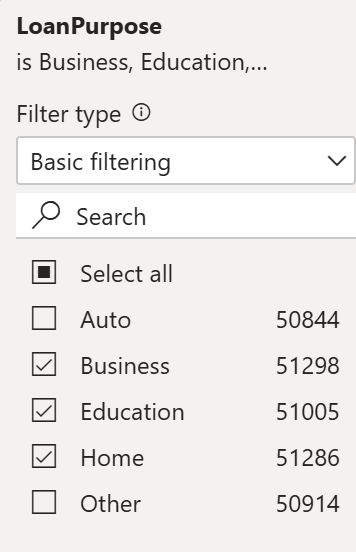 LoanPurpose
is Business, Education,...
Filter type
Basic filtering
Search
Select all
Auto 50844
Business 51298
Education 51005
Home 51286
Other 50914